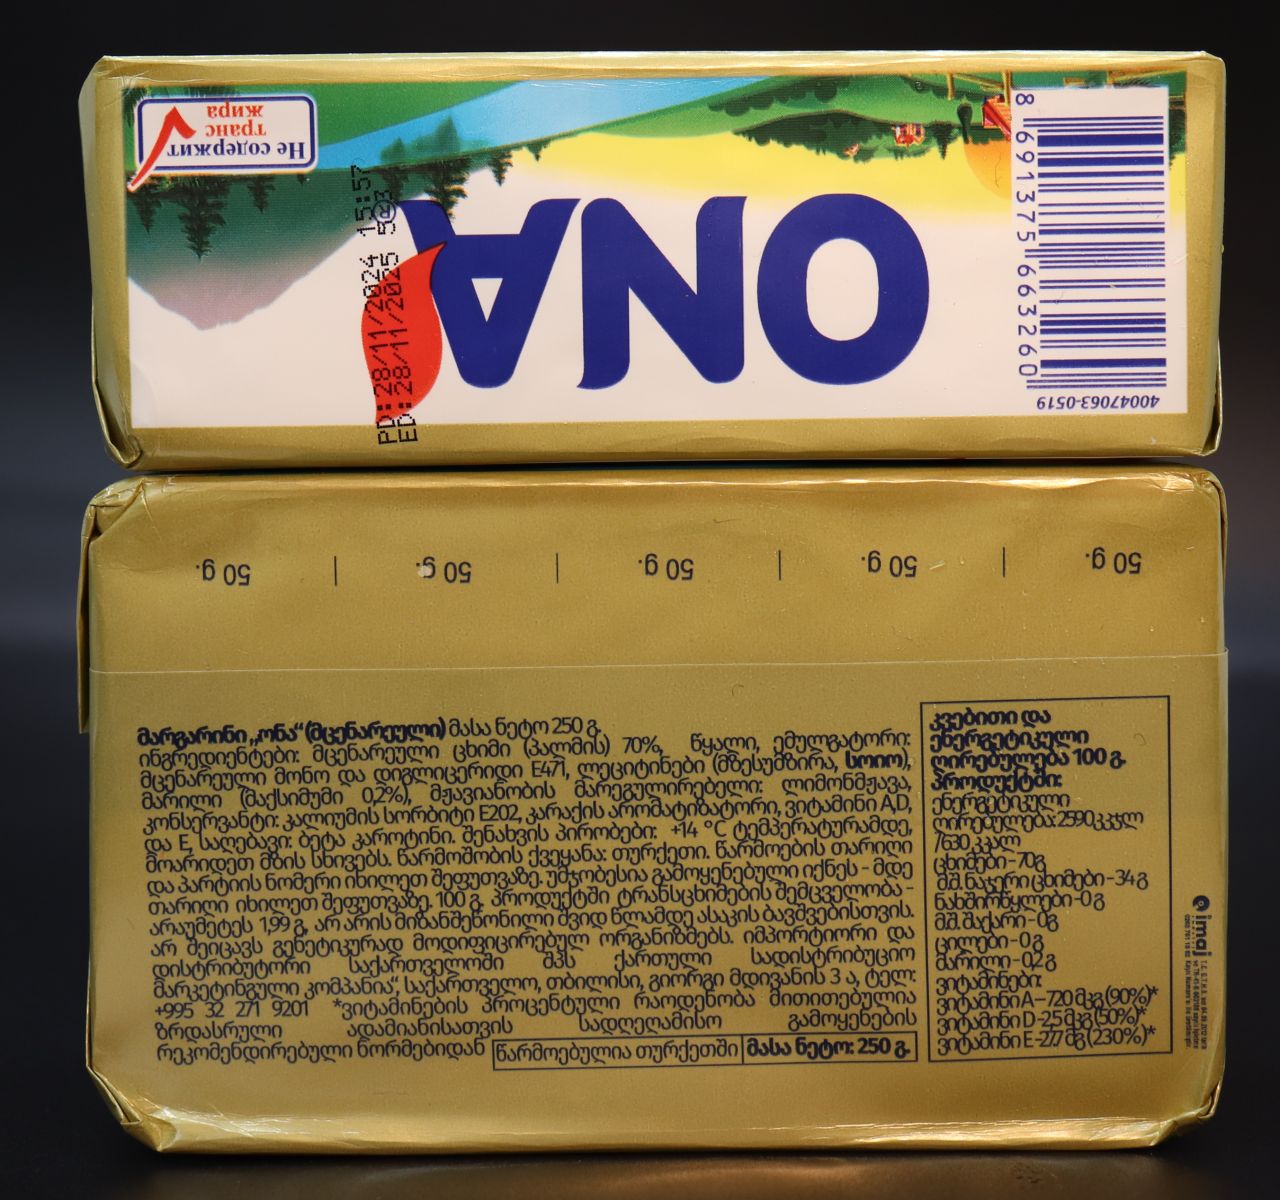 Не содержит
транс
жира
ONA
PD: 28/11/2024 15:57
ED: 28/11/2025
8 691375 663260
40047063-0519
50 g. | 50 g. | 50 g. | 50 g. | 50 g.
მარგარინი „ონა“ (მცენარეული) მასა ნეტო 250 გ.
ინგრედიენტები: მცენარეული ცხიმი (პალმის) 70%, წყალი, ემულგატორი:
მცენარეული მონო და დიგლიცერიდი E471, ლეციტინები (მზესუმზირა, სოიო),
მარილი (მაქსიმუმი 0,2%), მჟავიანობის მარეგულირებელი: ლიმონმჟავა,
კონსერვანტი: კალიუმის სორბიტი E202, კარაქის არომატიზატორი, ვიტამინი A,D,
და E, საღებავი: ბეტა კაროტინი. შენახვის პირობები: +14 °C ტემპერატურამდე,
მოარიდეთ მზის სხივებს. წარმოშობის ქვეყანა: თურქეთი. წარმოების თარიღი
და პარტიის ნომერი იხილეთ შეფუთვაზე. უმჯობესია გამოყენებული იქნეს - მდე
თარიღი იხილეთ შეფუთვაზე. 100 გ. პროდუქტში ტრანსცხიმების შემცველობა -
არაუმეტეს 1,99 გ, არ არის მიზანშეწონილი შვიდ წლამდე ასაკის ბავშვებისთვის.
არ შეიცავს გენეტიკურად მოდიფიცირებულ ორგანიზმებს. იმპორტიორი და
დისტრიბუტორი საქართველოში შპს ქართული სადისტრიბუციო
მარკეტინგული კომპანია“, საქართველო, თბილისი, გიორგი მდივანის 3 ა, ტელ:
+995 32 271 9201 *ვიტამინების პროცენტული რაოდენობა მითითებულია
ზრდასრული ადამიანისათვის სადღეღამისო გამოყენების
რეკომენდირებული ნორმებიდან
წარმოებულია თურქეთში მასა ნეტო: 250 გ.
კვებითი და
ენერგეტიკული
ღირებულება 100 გ.
პროდუქტში:
ენერგეტიკული
ღირებულება: 2590კკჯლ
7630 კკალ
ცხიმები - 70გ
მ.შ. ნაჯერი ცხიმები - 34 გ
ნახშირწყლები - 0 გ
მ.შ. შაქარი - 0გ
ცილები - 0 გ
მარილი - 0,2 გ
ვიტამინები:
ვიტამინი A – 720 მკგ (90%)*
ვიტამინი D - 2,5 მკგ (50%)*
ვიტამინი E - 27,7 მგ (230%)*
imaj